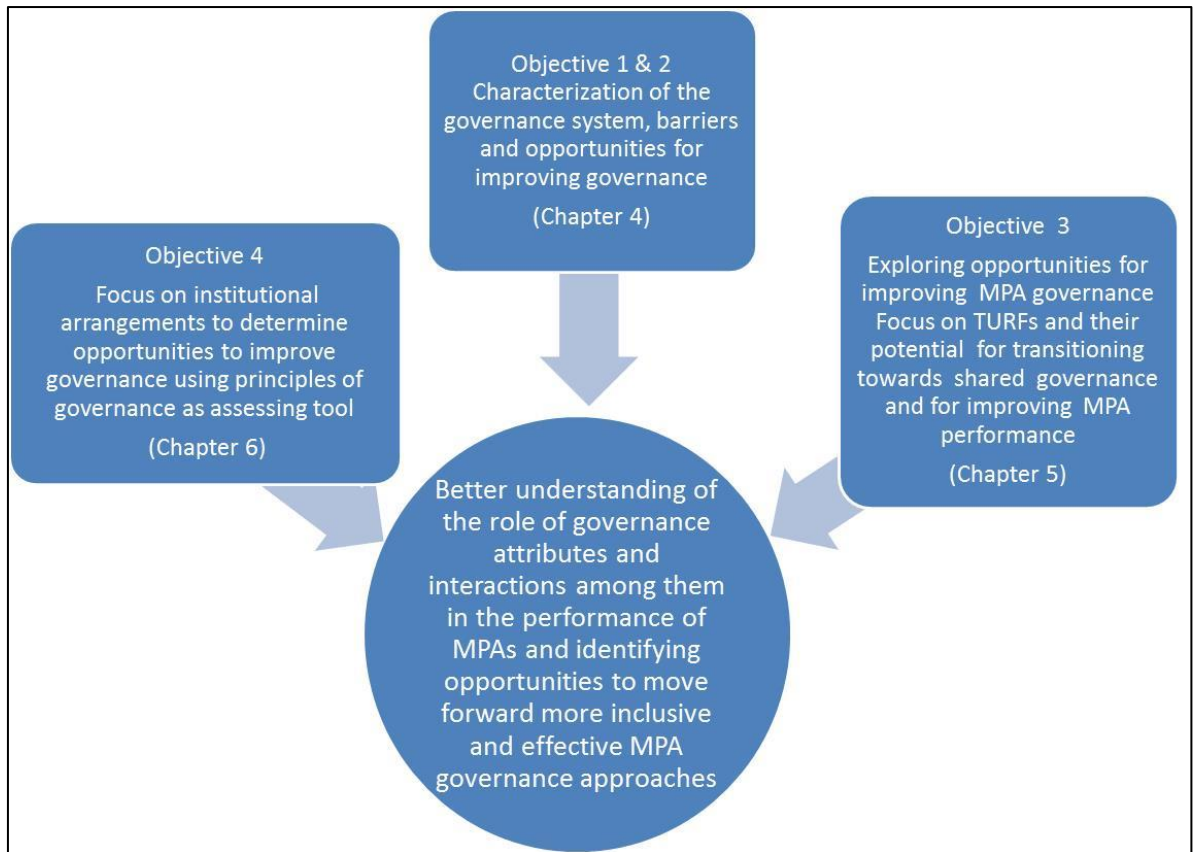 Objective 1 & 2
Characterization of the
governance system, barriers
and opportunities for
improving governance
(Chapter 4)
Objective 4
Focus on institutional
arrangements to determine
opportunities to improve
governance using principles of
governance as assessing tool
(Chapter 6)
Objective 3
Exploring opportunities for
improving MPA governance
Focus on TURFs and their
potential for transitioning
towards shared governance
and for improving MPA
performance
(Chapter 5)
Better understanding of
the role of governance
attributes and
interactions among them
in the performance of
MPAs and identifying
opportunities to move
forward more inclusive
and effective MPA
governance approaches